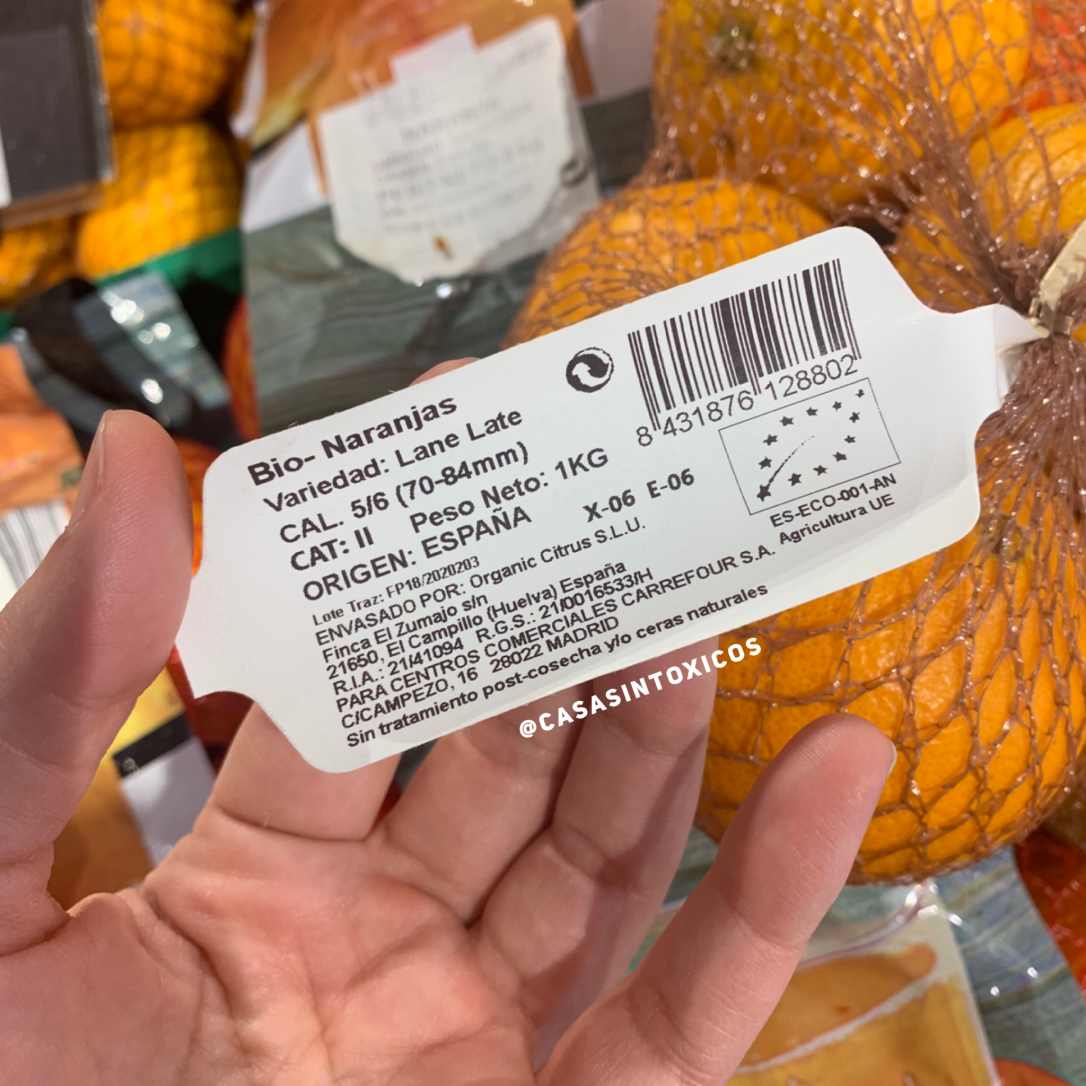 Bio- Naranjas
Variedad: Lane Late
CAL. 5/6 (70-84mm)
CAT: II Peso Neto: 1KG
ORIGEN: ESPAÑA X-06 E-06
Lote Traz: FP18/2020203
ENVASADO POR: Organic Citrus S.L.U.
Finca El Zumajo s/n
21650, El Campillo (Huelva) España
R.I.A.: 21/41094 R.G.S.: 21/0016533/H
PARA CENTROS COMERCIALES CARREFOUR S.A.
C/CAMPEZO, 16 28022 MADRID
Sin tratamiento post-cosecha y/o ceras naturales
8 431876 128802
ES-ECO-001-AN
Agricultura UE
@CASASINTOXICOS